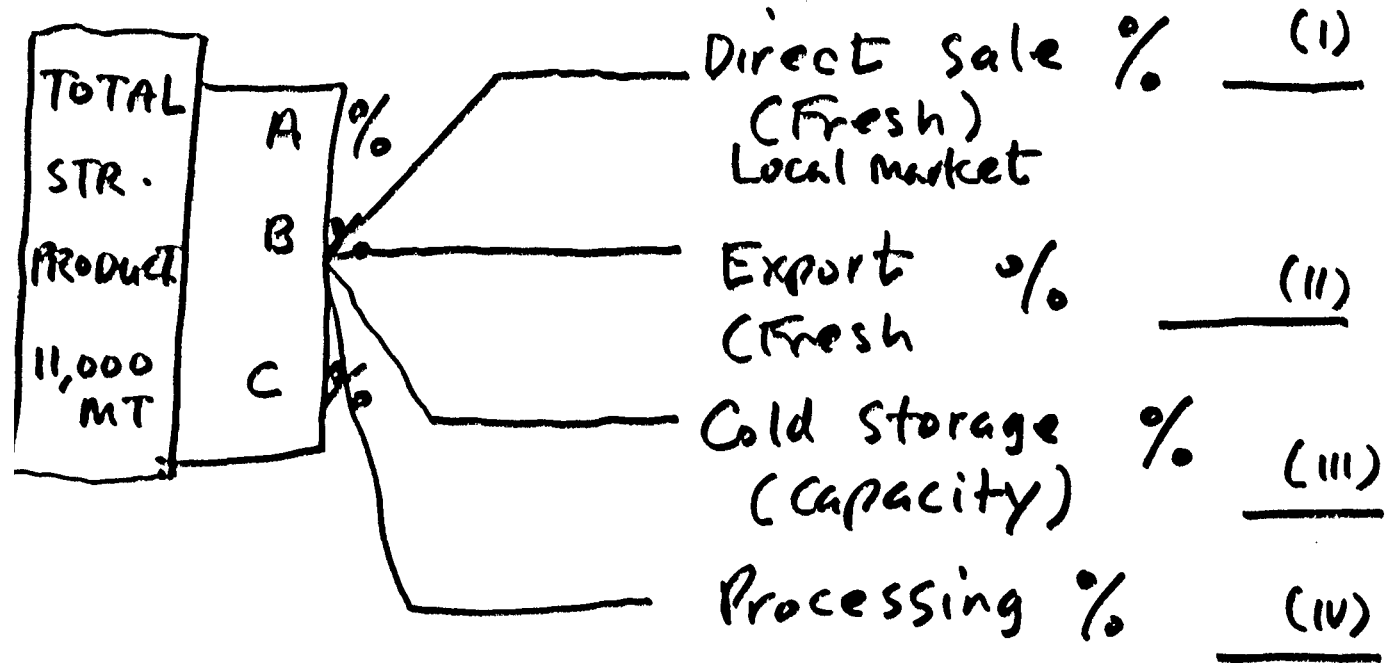 TOTAL
STR.
PRODUCT
11,000
MT
A %
B %
C %
Direct Sale % (I)
(Fresh)
Local Market
Export % (II)
(Fresh
Cold Storage % (III)
(Capacity)
Processing % (IV)